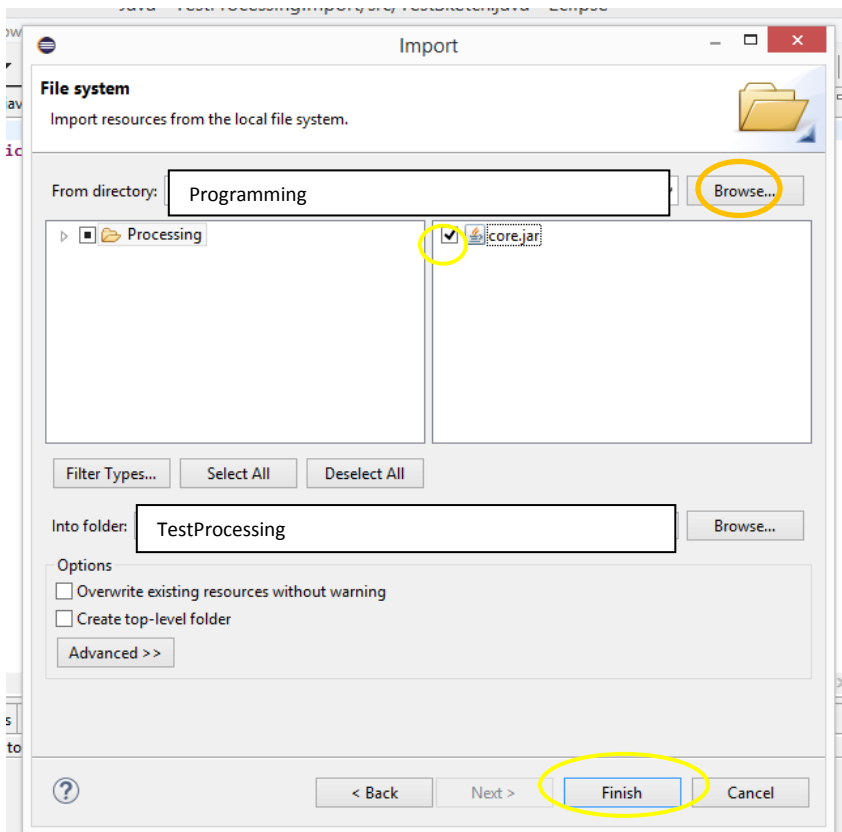 Import
File system
Import resources from the local file system.
From directory: Programming Browse...
Processing
core.jar
Filter Types... Select All Deselect All
Into folder: TestProcessing Browse...
Options
Overwrite existing resources without warning
Create top-level folder
Advanced >>
? < Back Next > Finish Cancel